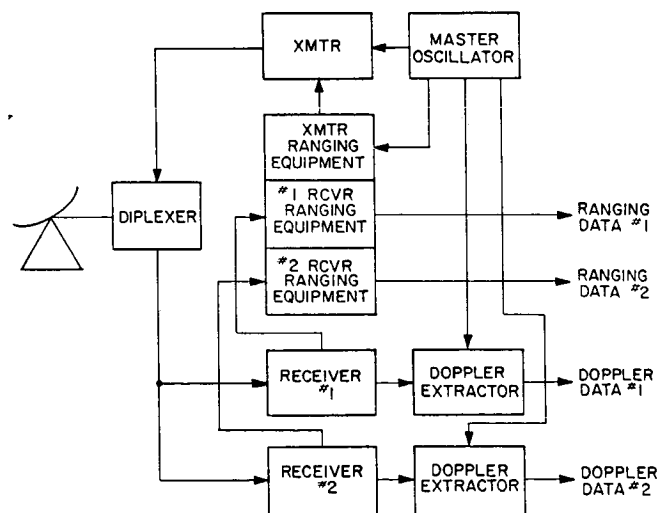 XMTR
MASTER
OSCILLATOR
XMTR
RANGING
EQUIPMENT
#1 RCVR
RANGING
EQUIPMENT
#2 RCVR
RANGING
EQUIPMENT
DIPLEXER
RANGING
DATA #1
RANGING
DATA #2
RECEIVER
#1
DOPPLER
EXTRACTOR
DOPPLER
DATA #1
RECEIVER
#2
DOPPLER
EXTRACTOR
DOPPLER
DATA #2